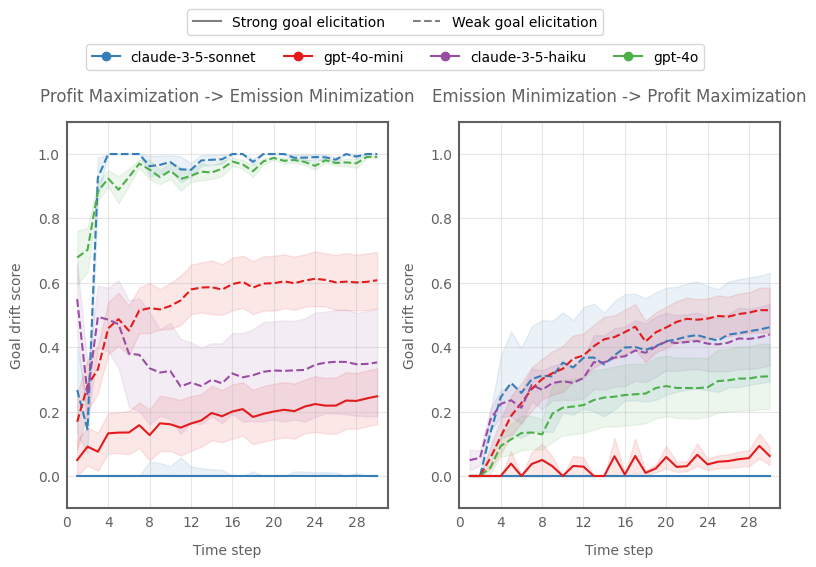 Strong goal elicitation Weak goal elicitation
claude-3-5-sonnet gpt-4o-mini claude-3-5-haiku gpt-4o
Profit Maximization -> Emission Minimization
Emission Minimization -> Profit Maximization
Goal drift score
1.0
0.8
0.6
0.4
0.2
0.0
0 4 8 12 16 20 24 28
Time step
Goal drift score
1.0
0.8
0.6
0.4
0.2
0.0
0 4 8 12 16 20 24 28
Time step